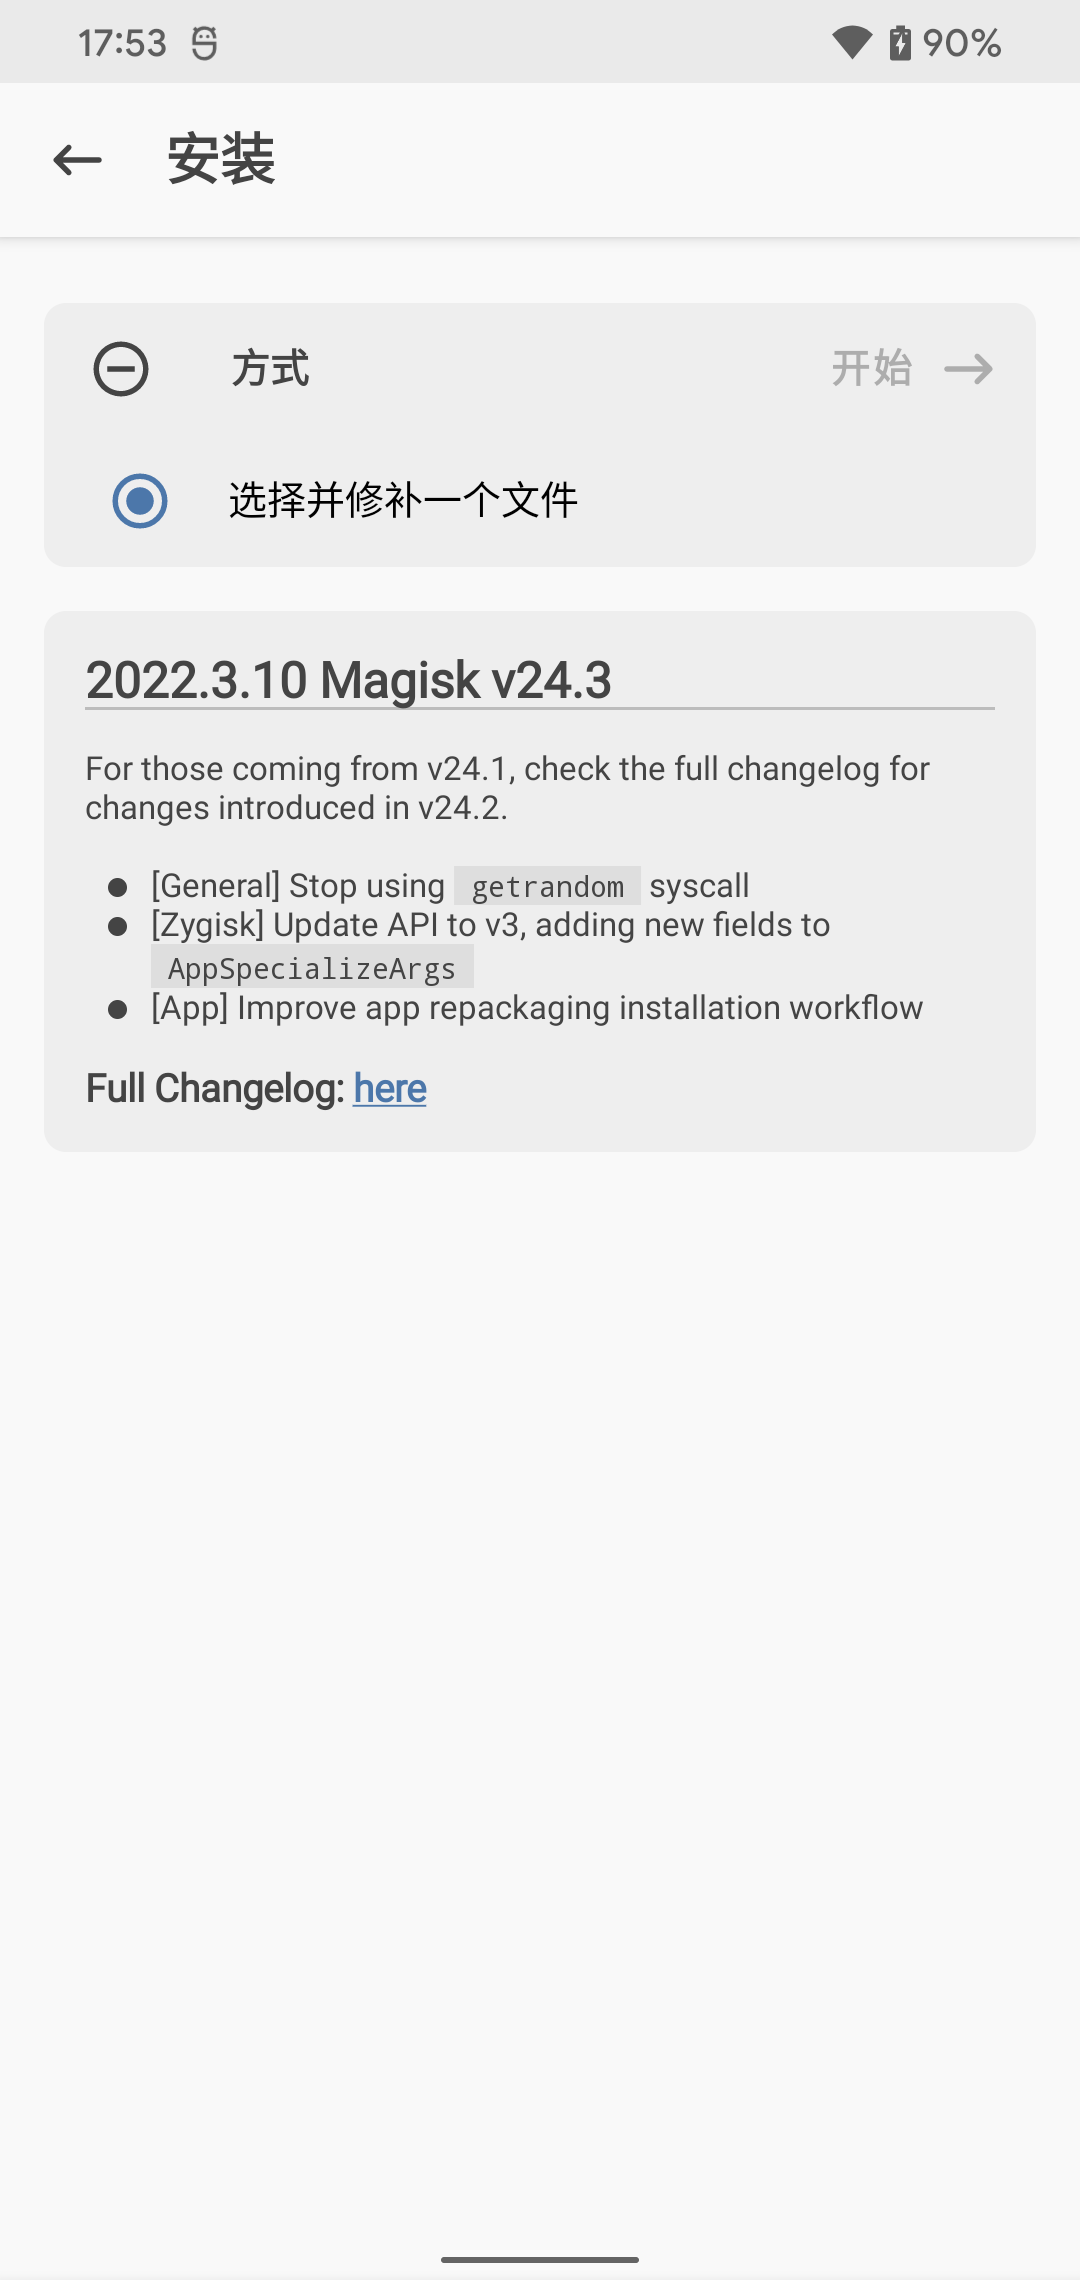 17:53 90%
安装
方式 开始
选择并修补一个文件
2022.3.10 Magisk v24.3
For those coming from v24.1, check the full changelog for
changes introduced in v24.2.
[General] Stop using getrandom syscall
[Zygisk] Update API to v3, adding new fields to
AppSpecializeArgs
[App] Improve app repackaging installation workflow
Full Changelog: here